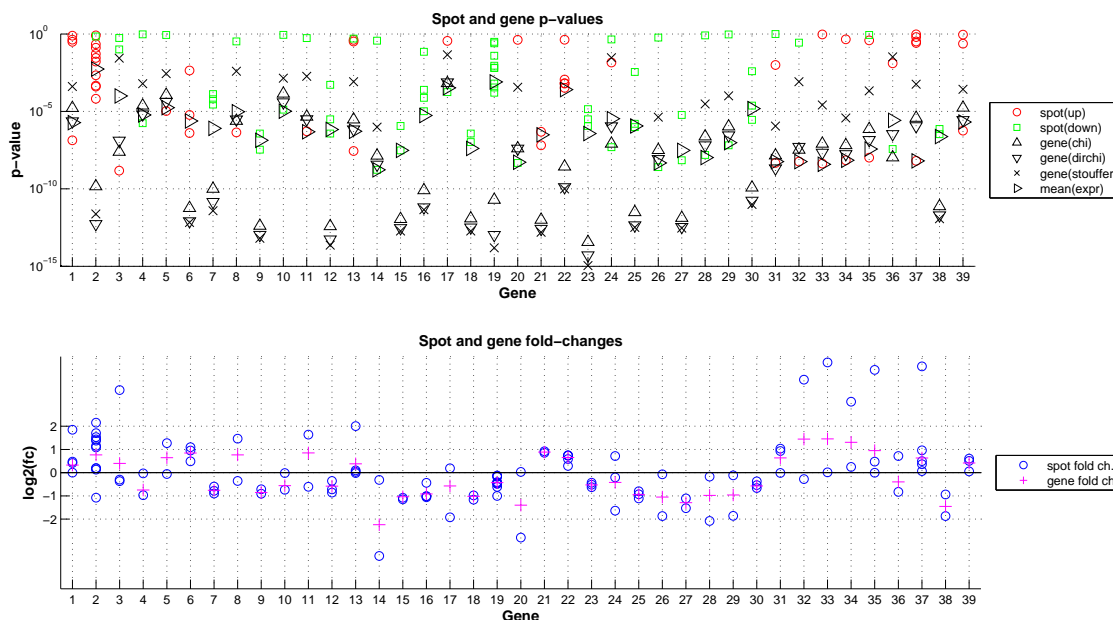 Spot and gene p−values
10^0
10^−5
10^−10
10^−15
p−value
1 2 3 4 5 6 7 8 9 10 11 12 13 14 15 16 17 18 19 20 21 22 23 24 25 26 27 28 29 30 31 32 33 34 35 36 37 38 39
Gene
spot(up)
spot(down)
gene(chi)
gene(dirchi)
gene(stouffer)
mean(expr)
Spot and gene fold−changes
2
1
0
−1
−2
log2(fc)
1 2 3 4 5 6 7 8 9 10 11 12 13 14 15 16 17 18 19 20 21 22 23 24 25 26 27 28 29 30 31 32 33 34 35 36 37 38 39
Gene
spot fold ch.
gene fold ch